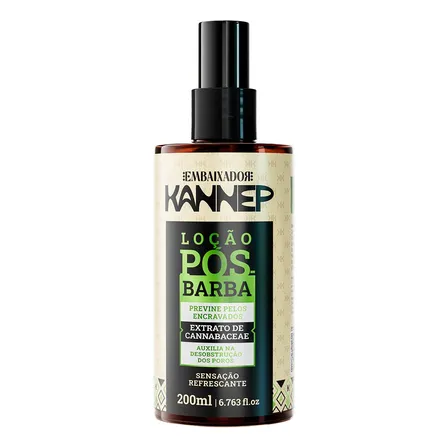 EMBAIXADOR
KANNEP
LOÇÃO
PÓS
BARBA
PREVINE PELOS
ENCRAVADOS
EXTRATO DE
CANNABACEAE
AUXILIA NA
DESOBSTRUÇÃO
DOS POROS
SENSAÇÃO
REFRESCANTE
200ml | 6.763 fl.oz